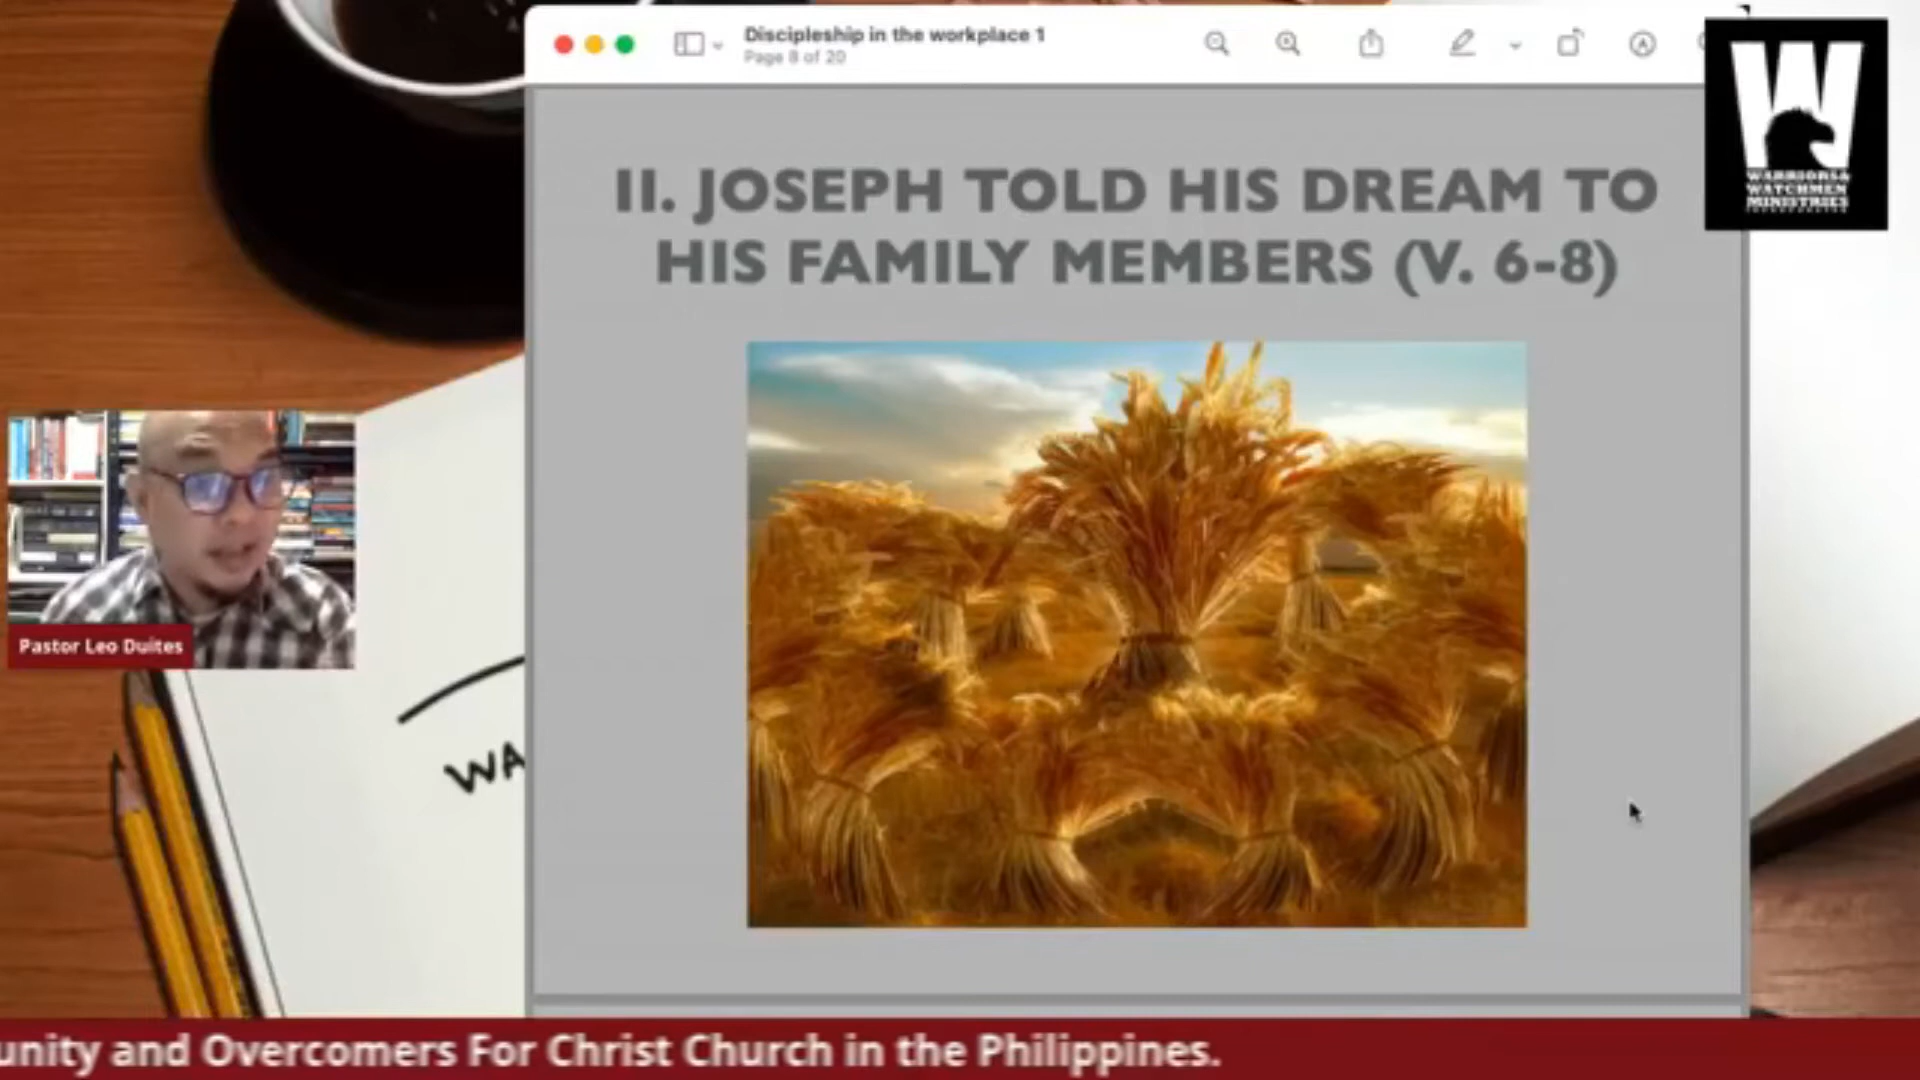 Discipleship in the workplace 1
Page 8 of 20
II. JOSEPH TOLD HIS DREAM TO
HIS FAMILY MEMBERS (V. 6-8)
W
WARRIORS&
WATCHMEN
MINISTRIES
Pastor Leo Duites
WA
unity and Overcomers For Christ Church in the Philippines.